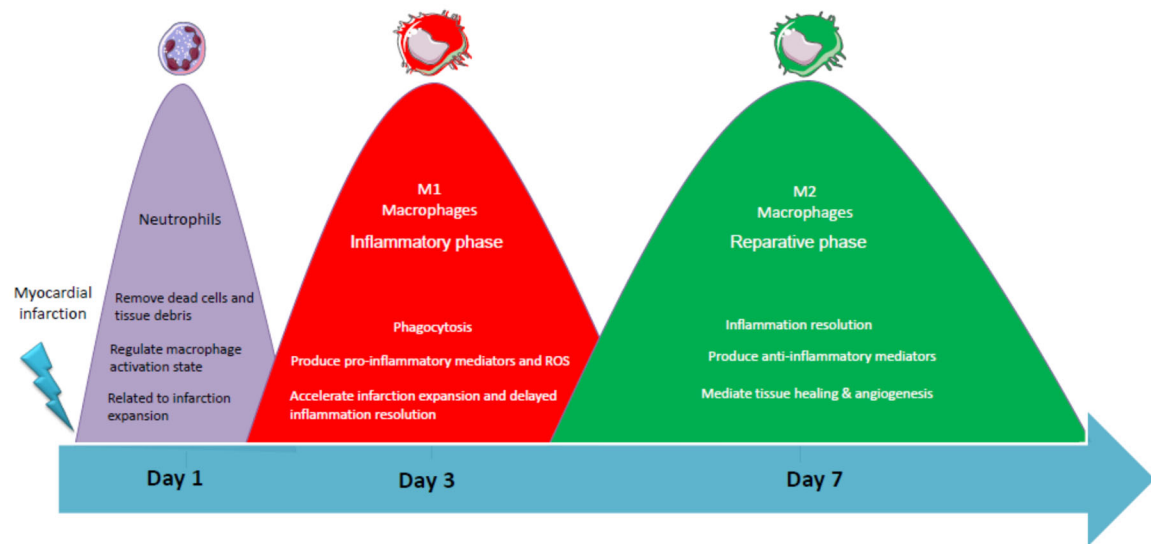 Myocardial
infarction
Neutrophils
Remove dead cells and
tissue debris
Regulate macrophage
activation state
Related to infarction
expansion
M1
Macrophages
Inflammatory phase
Phagocytosis
Produce pro-inflammatory mediators and ROS
Accelerate infarction expansion and delayed
inflammation resolution
M2
Macrophages
Reparative phase
Inflammation resolution
Produce anti-inflammatory mediators
Mediate tissue healing & angiogenesis
Day 1
Day 3
Day 7